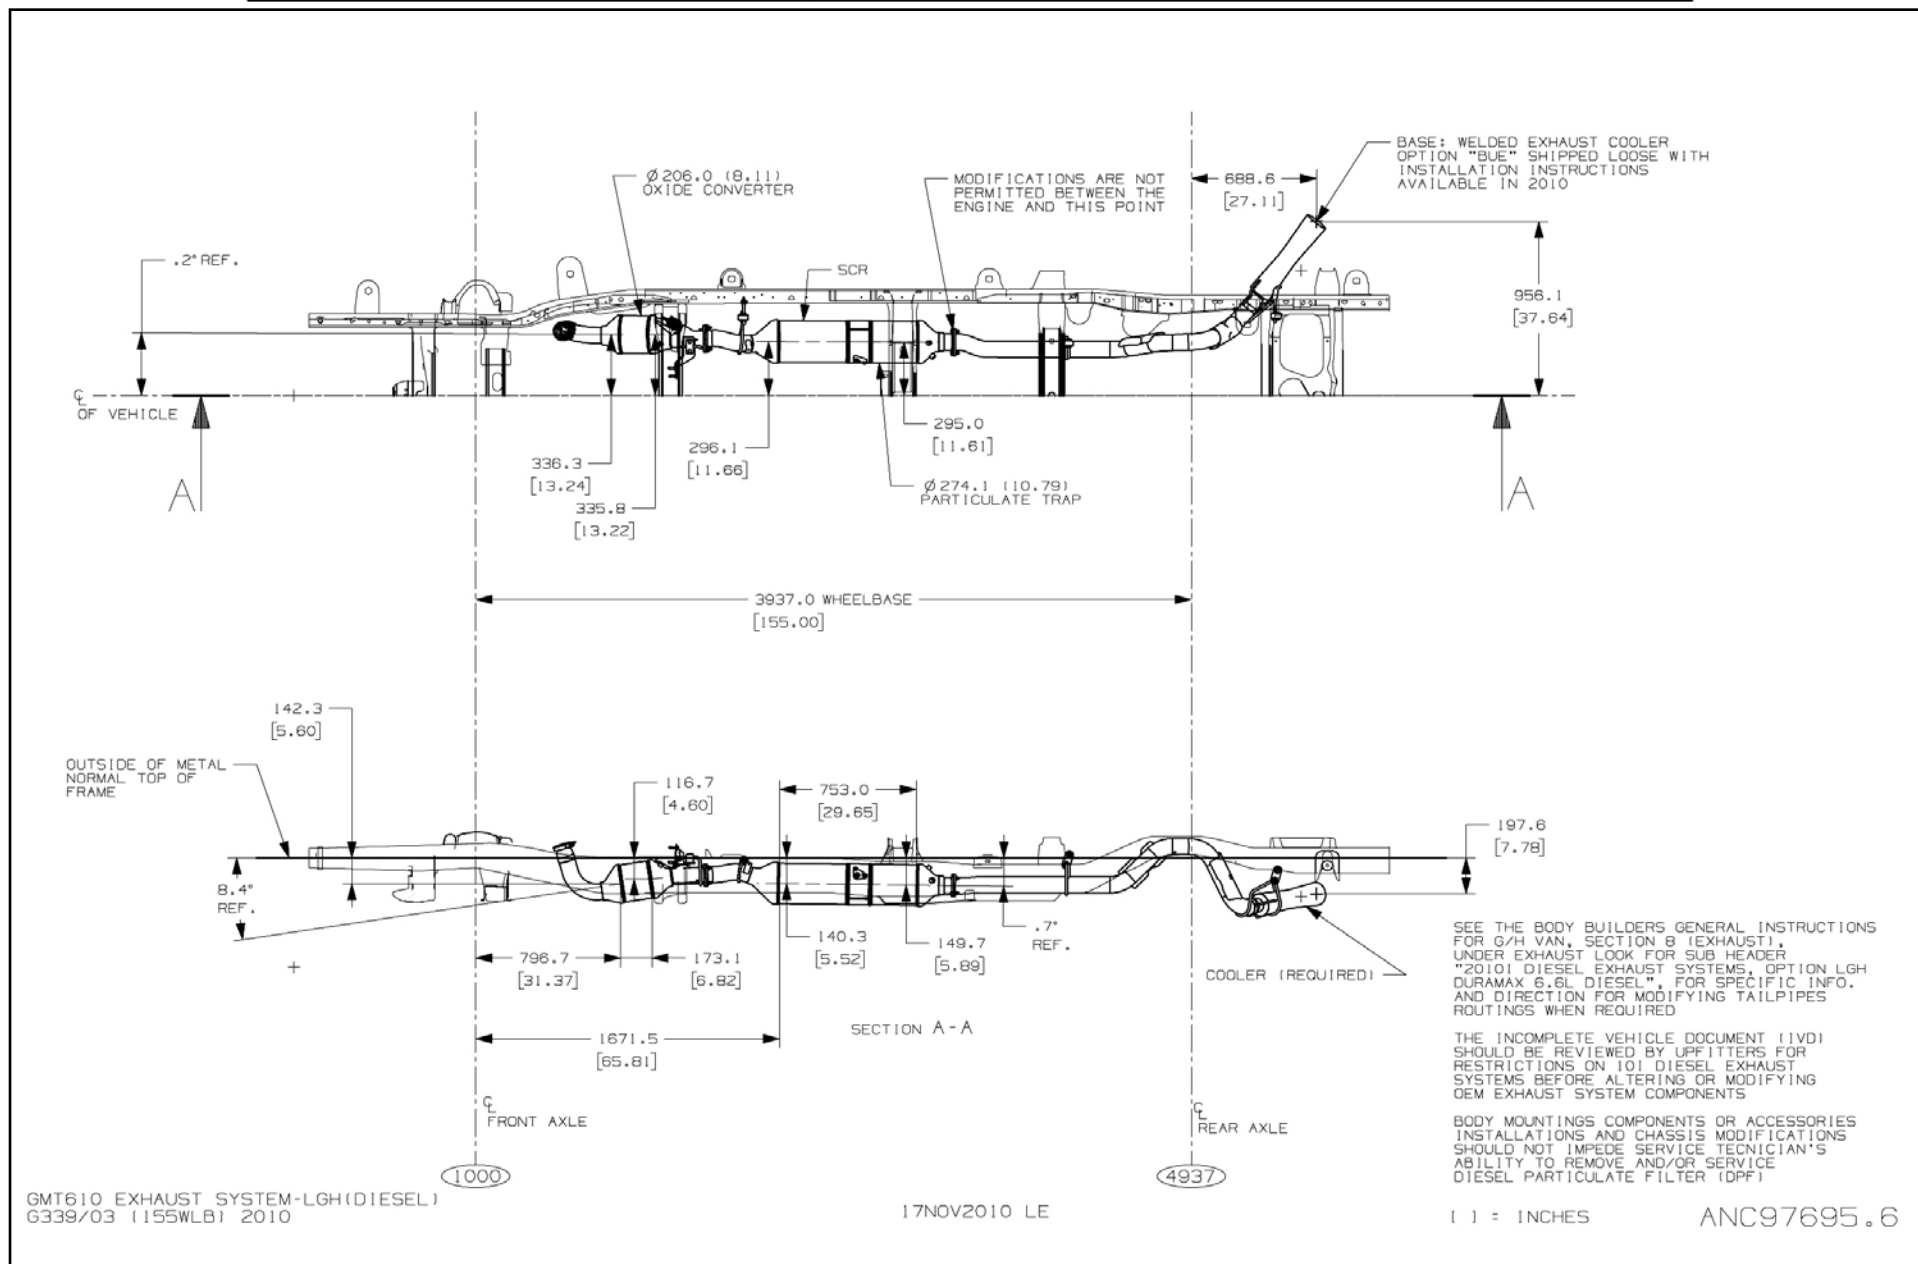 BASE: WELDED EXHAUST COOLER
OPTION "BUE" SHIPPED LOOSE WITH
INSTALLATION INSTRUCTIONS
AVAILABLE IN 2010
Ø206.0 (8.11)
OXIDE CONVERTER
MODIFICATIONS ARE NOT
PERMITTED BETWEEN THE
ENGINE AND THIS POINT
688.6
[27.11]
.2° REF.
SCR
956.1
[37.64]
℄
OF VEHICLE
336.3
[13.24]
335.8
[13.22]
296.1
[11.66]
295.0
[11.61]
Ø274.1 (10.79)
PARTICULATE TRAP
A
A
3937.0 WHEELBASE
[155.00]
142.3
[5.60]
OUTSIDE OF METAL
NORMAL TOP OF
FRAME
116.7
[4.60]
753.0
[29.65]
197.6
[7.78]
8.4°
REF.
796.7
[31.37]
173.1
[6.82]
140.3
[5.52]
149.7
[5.89]
.7°
REF.
COOLER (REQUIRED)
1671.5
[65.81]
SECTION A-A
SEE THE BODY BUILDERS GENERAL INSTRUCTIONS
FOR G/H VAN, SECTION 8 (EXHAUST),
UNDER EXHAUST LOOK FOR SUB HEADER
"2010I DIESEL EXHAUST SYSTEMS, OPTION LGH
DURAMAX 6.6L DIESEL", FOR SPECIFIC INFO.
AND DIRECTION FOR MODIFYING TAILPIPES
ROUTINGS WHEN REQUIRED
THE INCOMPLETE VEHICLE DOCUMENT (IVD)
SHOULD BE REVIEWED BY UPFITTERS FOR
RESTRICTIONS ON IOI DIESEL EXHAUST
SYSTEMS BEFORE ALTERING OR MODIFYING
OEM EXHAUST SYSTEM COMPONENTS
BODY MOUNTINGS COMPONENTS OR ACCESSORIES
INSTALLATIONS AND CHASSIS MODIFICATIONS
SHOULD NOT IMPEDE SERVICE TECNICIAN'S
ABILITY TO REMOVE AND/OR SERVICE
DIESEL PARTICULATE FILTER (DPF)
℄
FRONT AXLE
℄
REAR AXLE
1000
4937
GMT610 EXHAUST SYSTEM-LGH(DIESEL)
G339/03 (155WLB) 2010
17NOV2010 LE
[ ] = INCHES
ANC97695.6